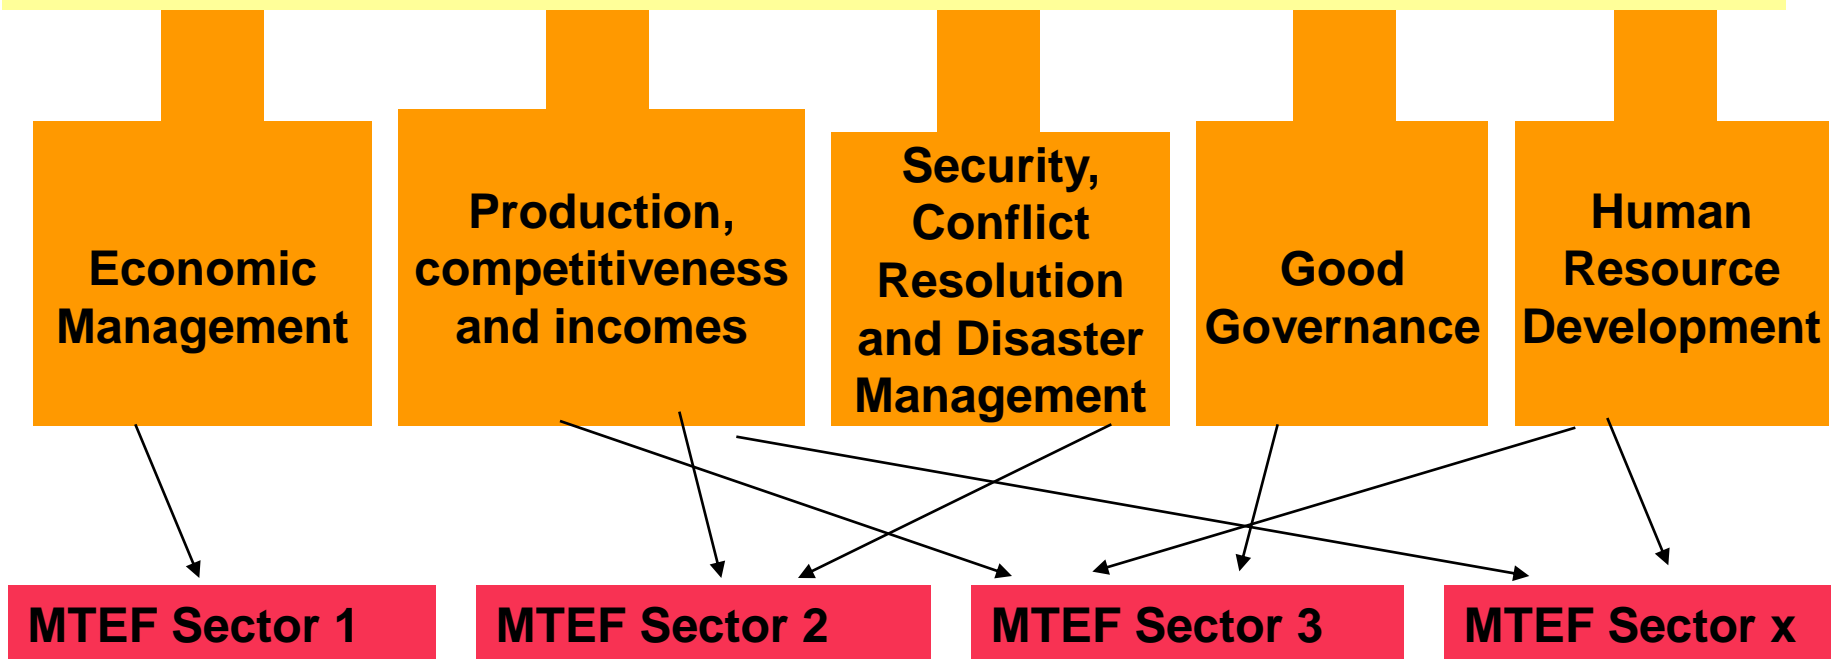 Economic
Management
Production,
competitiveness
and incomes
Security,
Conflict
Resolution
and Disaster
Management
Good
Governance
Human
Resource
Development
MTEF Sector 1
MTEF Sector 2
MTEF Sector 3
MTEF Sector x